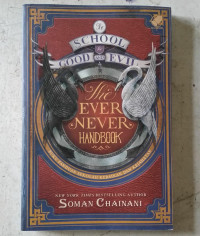 The
SCHOOL
for
GOOD AND EVIL
The
EVER
NEVER
HANDBOOK
NEW YORK TIMES BESTSELLING AUTHOR
SOMAN CHAINANI